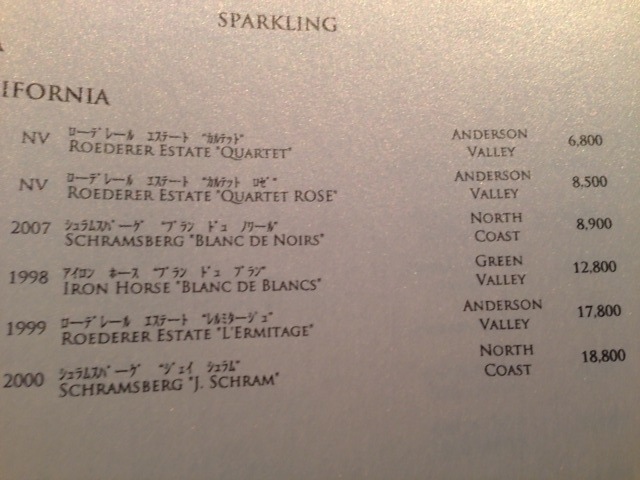 SPARKLING
IFORNIA
NV ローデレール エステート "カルテット" ANDERSON 6,800
ROEDERER ESTATE "QUARTET" VALLEY
NV ローデレール エステート "カルテット ロゼ" ANDERSON 8,500
ROEDERER ESTATE "QUARTET ROSE" VALLEY
2007 シュラムスバーグ "ブラン ドュ ノワール" NORTH 8,900
SCHRAMSBERG "BLANC DE NOIRS" COAST
1998 アイロン ホース "ブラン ドュ ブラン" GREEN 12,800
IRON HORSE "BLANC DE BLANCS" VALLEY
1999 ローデレール エステート "レルミタージュ" ANDERSON 17,800
ROEDERER ESTATE "L'ERMITAGE" VALLEY
2000 シュラムスバーグ "ジェイ シュラム" NORTH 18,800
SCHRAMSBERG "J. SCHRAM" COAST